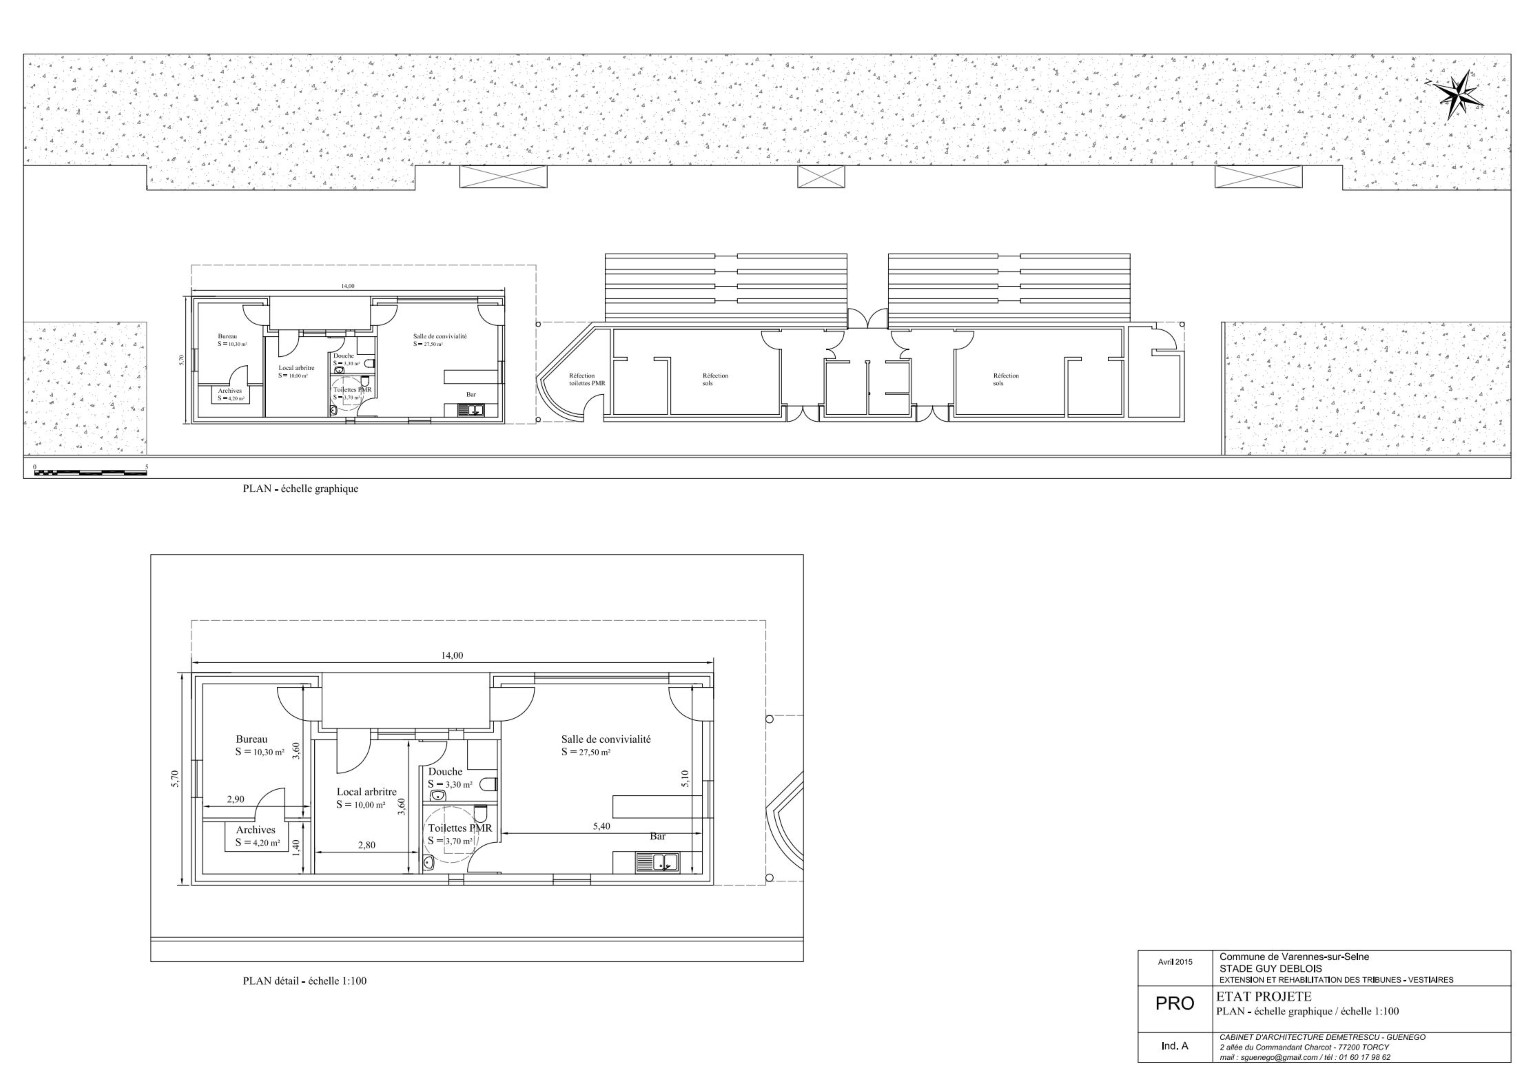 14,00
5,70
Bureau
S = 10,30 m²
Archives
S = 4,20 m²
Local arbritre
S = 10,00 m²
Douche
S = 3,30 m²
Toilettes PMR
S = 3,70 m²
Salle de convivialité
S = 27,50 m²
Bar
Réfection
toilettes PMR
Réfection
sols
Réfection
sols
0 5
PLAN - échelle graphique
14,00
5,70
Bureau
S = 10,30 m²
3,60
2,90
Archives
S = 4,20 m²
1,40
Local arbritre
S = 10,00 m²
3,60
2,80
Douche
S = 3,30 m²
Toilettes PMR
S = 3,70 m²
Salle de convivialité
S = 27,50 m²
5,10
5,40
Bar
PLAN détail - échelle 1:100
Avril 2015
Commune de Varennes-sur-Seine
STADE GUY DEBLOIS
EXTENSION ET REHABILITATION DES TRIBUNES - VESTIAIRES
PRO
ETAT PROJETE
PLAN - échelle graphique / échelle 1:100
Ind. A
CABINET D'ARCHITECTURE DEMETRESCU - GUENEGO
2 allée du Commandant Charcot - 77200 TORCY
mail : sguenego@gmail.com / tél : 01 60 17 98 62